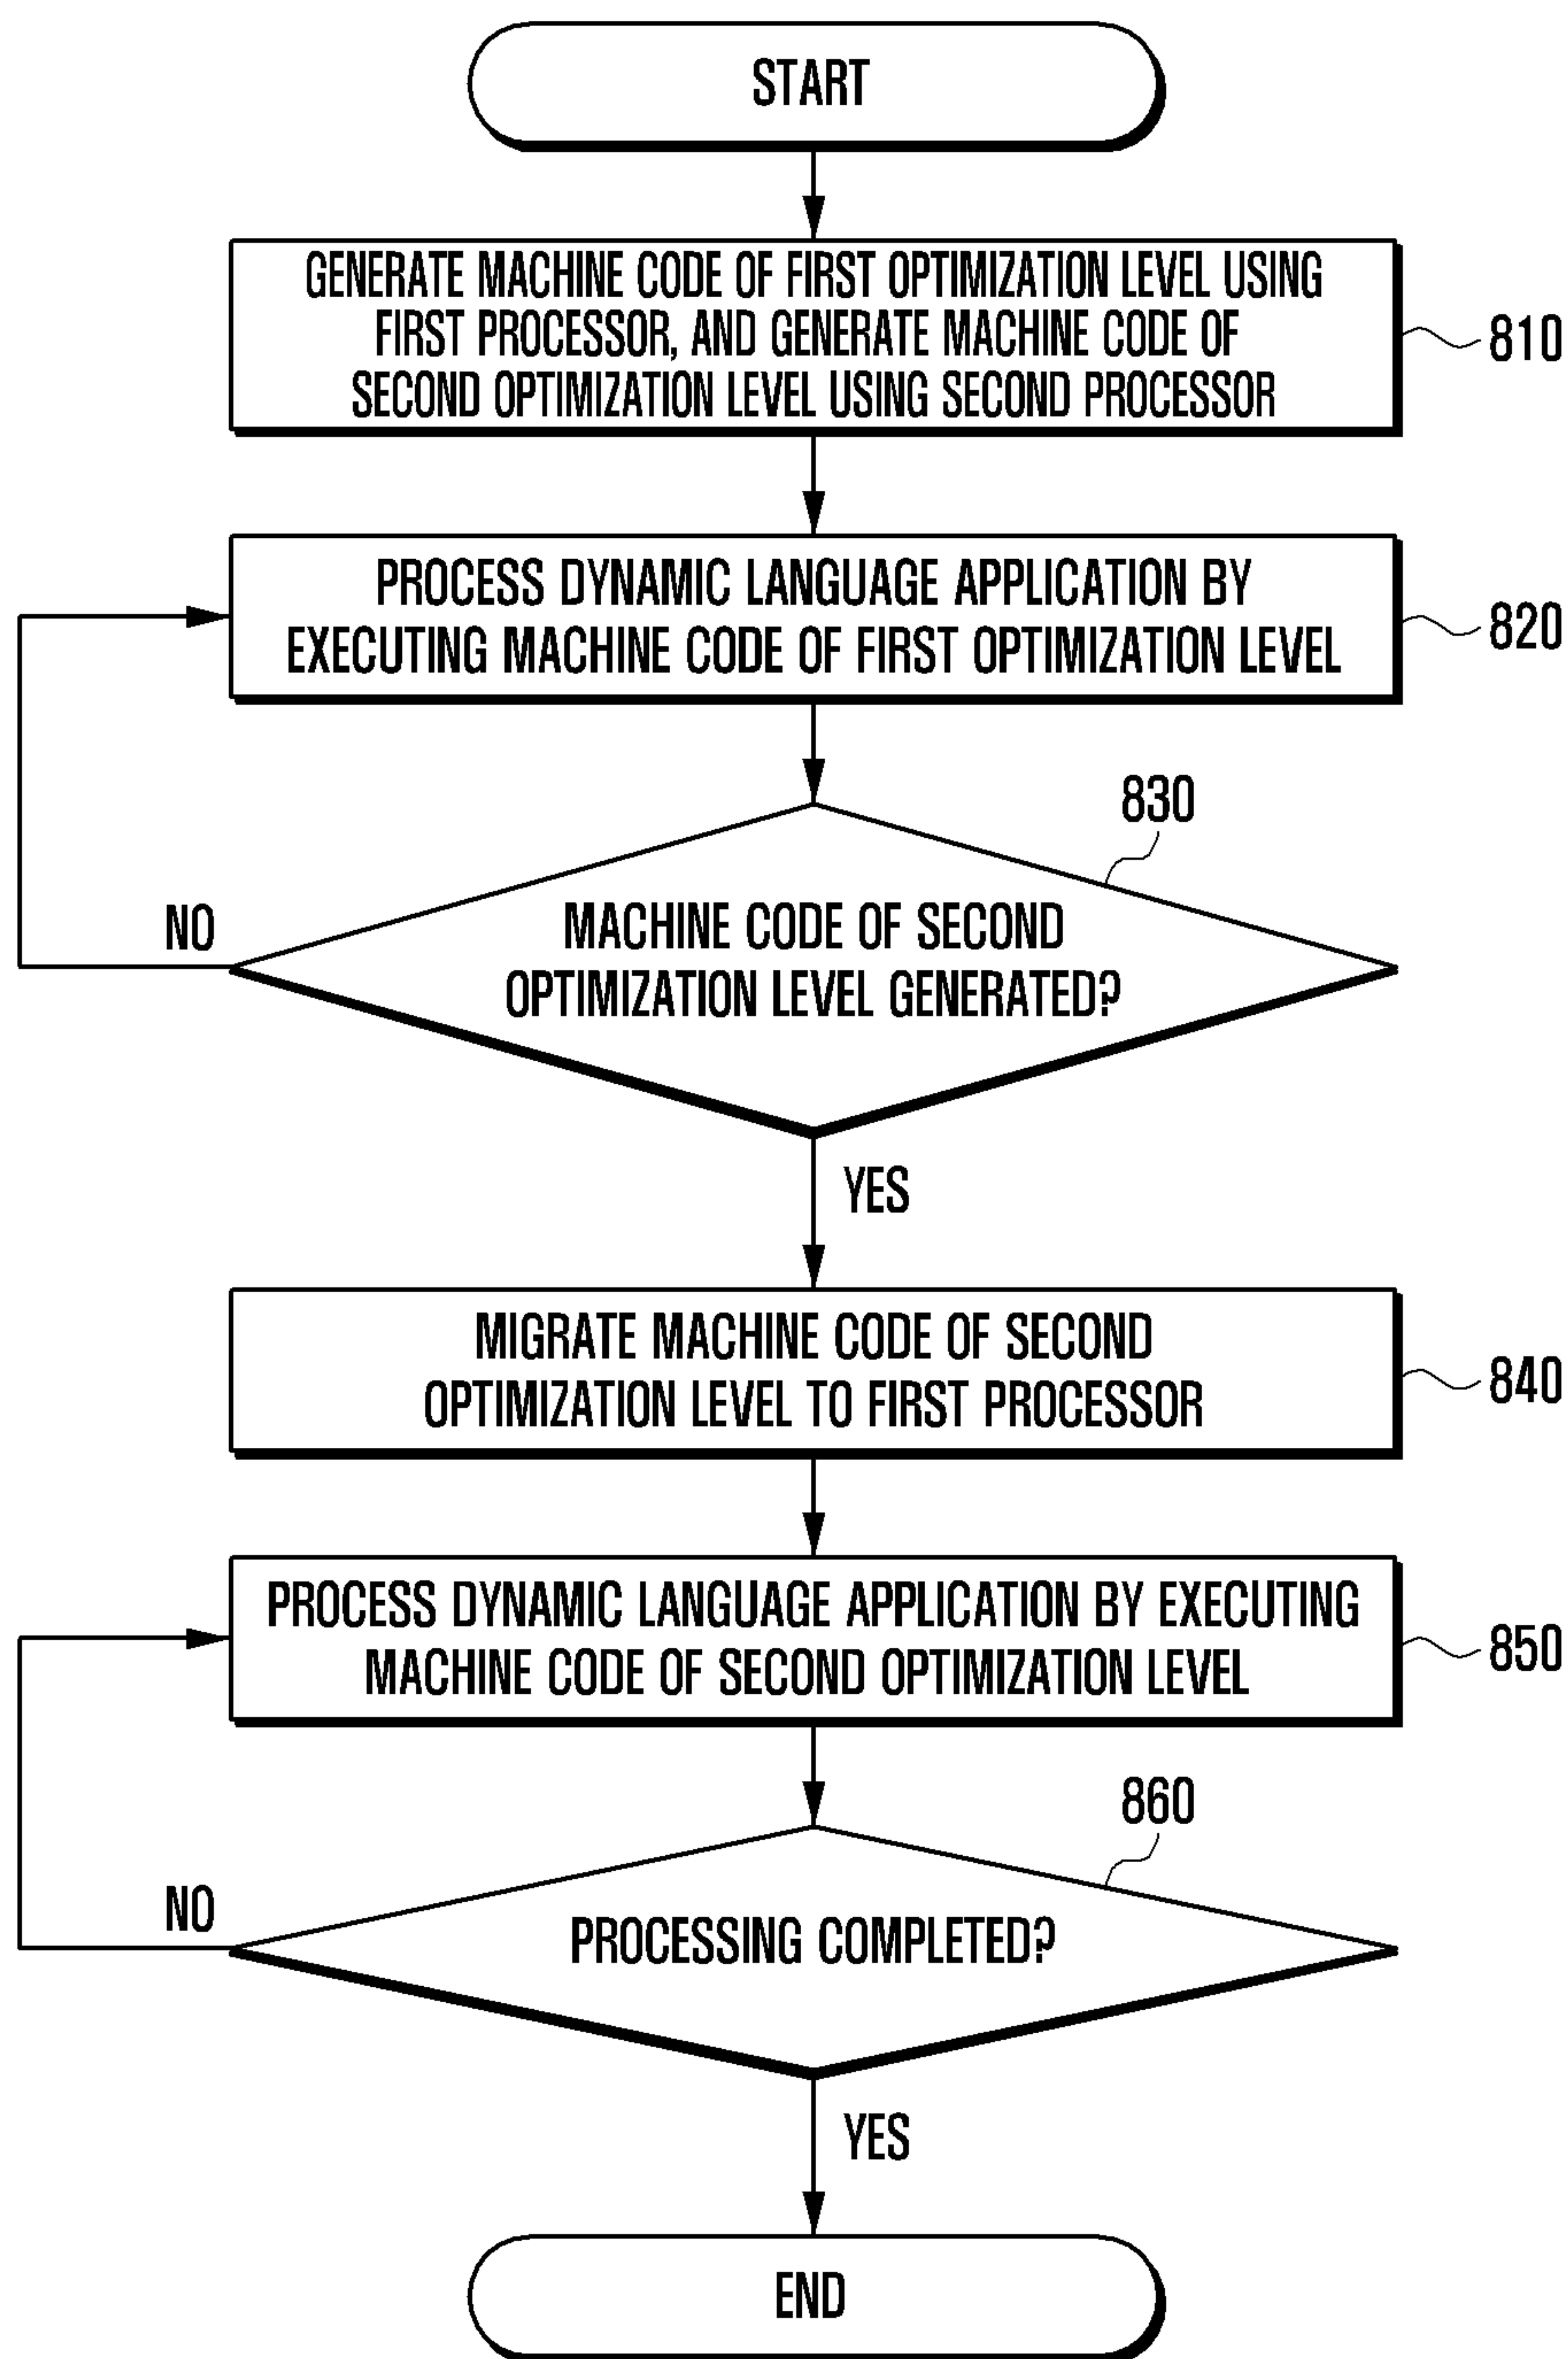 START
GENERATE MACHINE CODE OF FIRST OPTIMIZATION LEVEL USING
FIRST PROCESSOR, AND GENERATE MACHINE CODE OF
SECOND OPTIMIZATION LEVEL USING SECOND PROCESSOR
810
PROCESS DYNAMIC LANGUAGE APPLICATION BY
EXECUTING MACHINE CODE OF FIRST OPTIMIZATION LEVEL
820
830
MACHINE CODE OF SECOND
OPTIMIZATION LEVEL GENERATED?
NO
YES
MIGRATE MACHINE CODE OF SECOND
OPTIMIZATION LEVEL TO FIRST PROCESSOR
840
PROCESS DYNAMIC LANGUAGE APPLICATION BY EXECUTING
MACHINE CODE OF SECOND OPTIMIZATION LEVEL
850
860
PROCESSING COMPLETED?
NO
YES
END